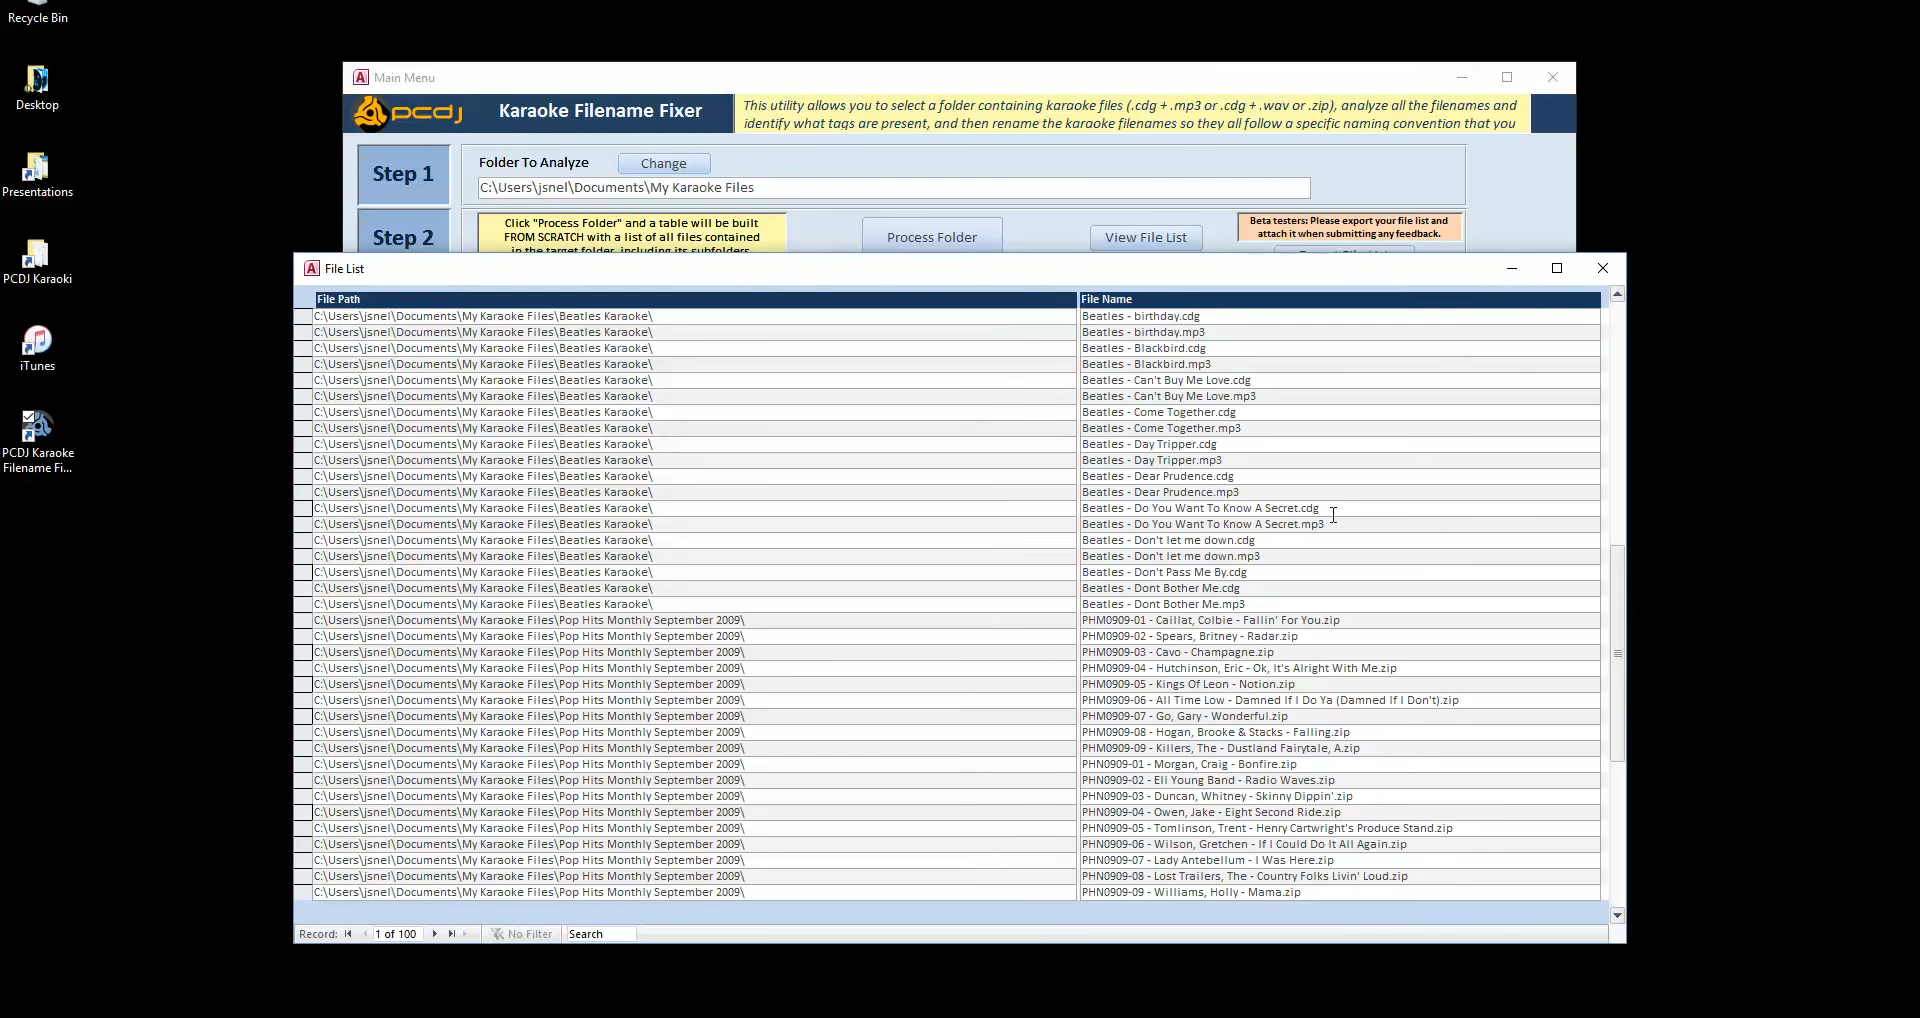 Recycle Bin
Desktop
Presentations
PCDJ Karaoki
iTunes
PCDJ Karaoke
Filename Fi...
Main Menu
pcdj
Karaoke Filename Fixer
This utility allows you to select a folder containing karaoke files (.cdg + .mp3 or .cdg + .wav or .zip), analyze all the filenames and
identify what tags are present, and then rename the karaoke filenames so they all follow a specific naming convention that you
Step 1
Folder To Analyze
Change
C:\Users\jsnel\Documents\My Karaoke Files
Step 2
Click "Process Folder" and a table will be built
FROM SCRATCH with a list of all files contained
in the target folder, including its subfolders
Process Folder
View File List
Beta testers: Please export your file list and
attach it when submitting any feedback.
File List
File Path File Name
C:\Users\jsnel\Documents\My Karaoke Files\Beatles Karaoke\ Beatles - birthday.cdg
C:\Users\jsnel\Documents\My Karaoke Files\Beatles Karaoke\ Beatles - birthday.mp3
C:\Users\jsnel\Documents\My Karaoke Files\Beatles Karaoke\ Beatles - Blackbird.cdg
C:\Users\jsnel\Documents\My Karaoke Files\Beatles Karaoke\ Beatles - Blackbird.mp3
C:\Users\jsnel\Documents\My Karaoke Files\Beatles Karaoke\ Beatles - Can't Buy Me Love.cdg
C:\Users\jsnel\Documents\My Karaoke Files\Beatles Karaoke\ Beatles - Can't Buy Me Love.mp3
C:\Users\jsnel\Documents\My Karaoke Files\Beatles Karaoke\ Beatles - Come Together.cdg
C:\Users\jsnel\Documents\My Karaoke Files\Beatles Karaoke\ Beatles - Come Together.mp3
C:\Users\jsnel\Documents\My Karaoke Files\Beatles Karaoke\ Beatles - Day Tripper.cdg
C:\Users\jsnel\Documents\My Karaoke Files\Beatles Karaoke\ Beatles - Day Tripper.mp3
C:\Users\jsnel\Documents\My Karaoke Files\Beatles Karaoke\ Beatles - Dear Prudence.cdg
C:\Users\jsnel\Documents\My Karaoke Files\Beatles Karaoke\ Beatles - Dear Prudence.mp3
C:\Users\jsnel\Documents\My Karaoke Files\Beatles Karaoke\ Beatles - Do You Want To Know A Secret.cdg
C:\Users\jsnel\Documents\My Karaoke Files\Beatles Karaoke\ Beatles - Do You Want To Know A Secret.mp3
C:\Users\jsnel\Documents\My Karaoke Files\Beatles Karaoke\ Beatles - Don't let me down.cdg
C:\Users\jsnel\Documents\My Karaoke Files\Beatles Karaoke\ Beatles - Don't let me down.mp3
C:\Users\jsnel\Documents\My Karaoke Files\Beatles Karaoke\ Beatles - Don't Pass Me By.cdg
C:\Users\jsnel\Documents\My Karaoke Files\Beatles Karaoke\ Beatles - Dont Bother Me.cdg
C:\Users\jsnel\Documents\My Karaoke Files\Beatles Karaoke\ Beatles - Dont Bother Me.mp3
C:\Users\jsnel\Documents\My Karaoke Files\Pop Hits Monthly September 2009\ PHM0909-01 - Caillat, Colbie - Fallin' For You.zip
C:\Users\jsnel\Documents\My Karaoke Files\Pop Hits Monthly September 2009\ PHM0909-02 - Spears, Britney - Radar.zip
C:\Users\jsnel\Documents\My Karaoke Files\Pop Hits Monthly September 2009\ PHM0909-03 - Cavo - Champagne.zip
C:\Users\jsnel\Documents\My Karaoke Files\Pop Hits Monthly September 2009\ PHM0909-04 - Hutchinson, Eric - Ok, It's Alright With Me.zip
C:\Users\jsnel\Documents\My Karaoke Files\Pop Hits Monthly September 2009\ PHM0909-05 - Kings Of Leon - Notion.zip
C:\Users\jsnel\Documents\My Karaoke Files\Pop Hits Monthly September 2009\ PHM0909-06 - All Time Low - Damned If I Do Ya (Damned If I Don't).zip
C:\Users\jsnel\Documents\My Karaoke Files\Pop Hits Monthly September 2009\ PHM0909-07 - Go, Gary - Wonderful.zip
C:\Users\jsnel\Documents\My Karaoke Files\Pop Hits Monthly September 2009\ PHM0909-08 - Hogan, Brooke & Stacks - Falling.zip
C:\Users\jsnel\Documents\My Karaoke Files\Pop Hits Monthly September 2009\ PHM0909-09 - Killers, The - Dustland Fairytale, A.zip
C:\Users\jsnel\Documents\My Karaoke Files\Pop Hits Monthly September 2009\ PHN0909-01 - Morgan, Craig - Bonfire.zip
C:\Users\jsnel\Documents\My Karaoke Files\Pop Hits Monthly September 2009\ PHN0909-02 - Eli Young Band - Radio Waves.zip
C:\Users\jsnel\Documents\My Karaoke Files\Pop Hits Monthly September 2009\ PHN0909-03 - Duncan, Whitney - Skinny Dippin'.zip
C:\Users\jsnel\Documents\My Karaoke Files\Pop Hits Monthly September 2009\ PHN0909-04 - Owen, Jake - Eight Second Ride.zip
C:\Users\jsnel\Documents\My Karaoke Files\Pop Hits Monthly September 2009\ PHN0909-05 - Tomlinson, Trent - Henry Cartwright's Produce Stand.zip
C:\Users\jsnel\Documents\My Karaoke Files\Pop Hits Monthly September 2009\ PHN0909-06 - Wilson, Gretchen - If I Could Do It All Again.zip
C:\Users\jsnel\Documents\My Karaoke Files\Pop Hits Monthly September 2009\ PHN0909-07 - Lady Antebellum - I Was Here.zip
C:\Users\jsnel\Documents\My Karaoke Files\Pop Hits Monthly September 2009\ PHN0909-08 - Lost Trailers, The - Country Folks Livin' Loud.zip
C:\Users\jsnel\Documents\My Karaoke Files\Pop Hits Monthly September 2009\ PHN0909-09 - Williams, Holly - Mama.zip
Record: 1 of 100 No Filter Search